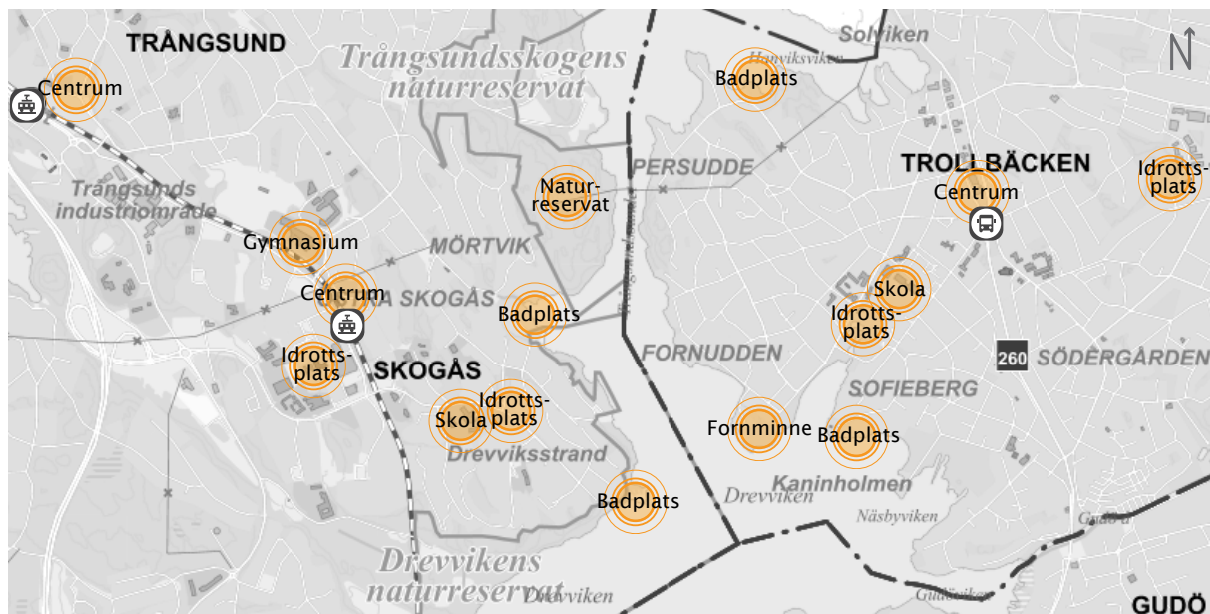 TRÅNGSUND
Centrum
Trångsundsskogens
naturreservat
Solviken
Hanviksviken
Badplats
N
PERSUDDE
TROLLBÄCKEN
Centrum
Idrotts-
plats
Natur-
reservat
Trångsunds
industriområde
Gymnasium
MÖRTVIK
Centrum
SKOGÅS
Badplats
Skola
Idrotts-
plats
Idrotts-
plats
SKOGÅS
FORNUDDEN
260
SÖDERGÅRDEN
SOFIEBERG
Skola
Idrotts-
plats
Drevviksstrand
Fornminne
Badplats
Kaninholmen
Badplats
Drevviken
Näsbyviken
Gudöå
Drevvikens
naturreservat
Drevviken
Gudöviken
GUDÖ